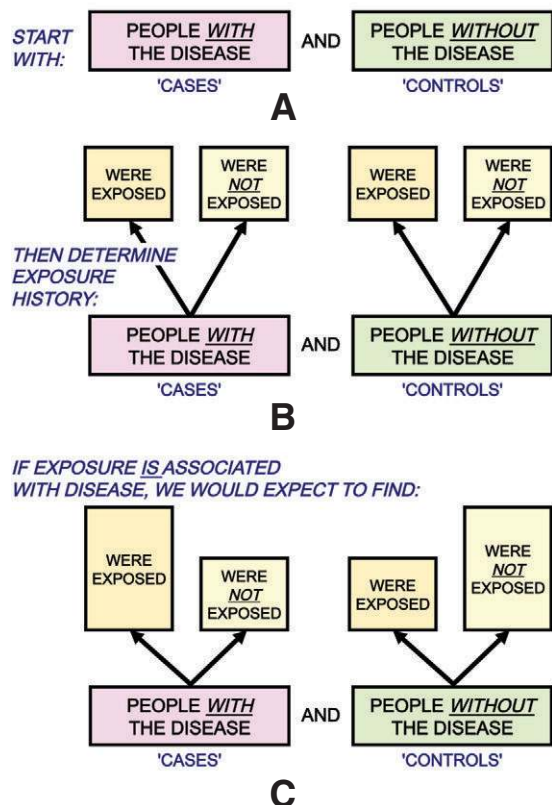 START
WITH:
PEOPLE WITH
THE DISEASE
AND
PEOPLE WITHOUT
THE DISEASE
'CASES'
'CONTROLS'
A
WERE
EXPOSED
WERE
NOT
EXPOSED
WERE
EXPOSED
WERE
NOT
EXPOSED
THEN DETERMINE
EXPOSURE
HISTORY:
PEOPLE WITH
THE DISEASE
AND
PEOPLE WITHOUT
THE DISEASE
'CASES'
'CONTROLS'
B
IF EXPOSURE IS ASSOCIATED
WITH DISEASE, WE WOULD EXPECT TO FIND:
WERE
EXPOSED
WERE
NOT
EXPOSED
WERE
EXPOSED
WERE
NOT
EXPOSED
PEOPLE WITH
THE DISEASE
AND
PEOPLE WITHOUT
THE DISEASE
'CASES'
'CONTROLS'
C